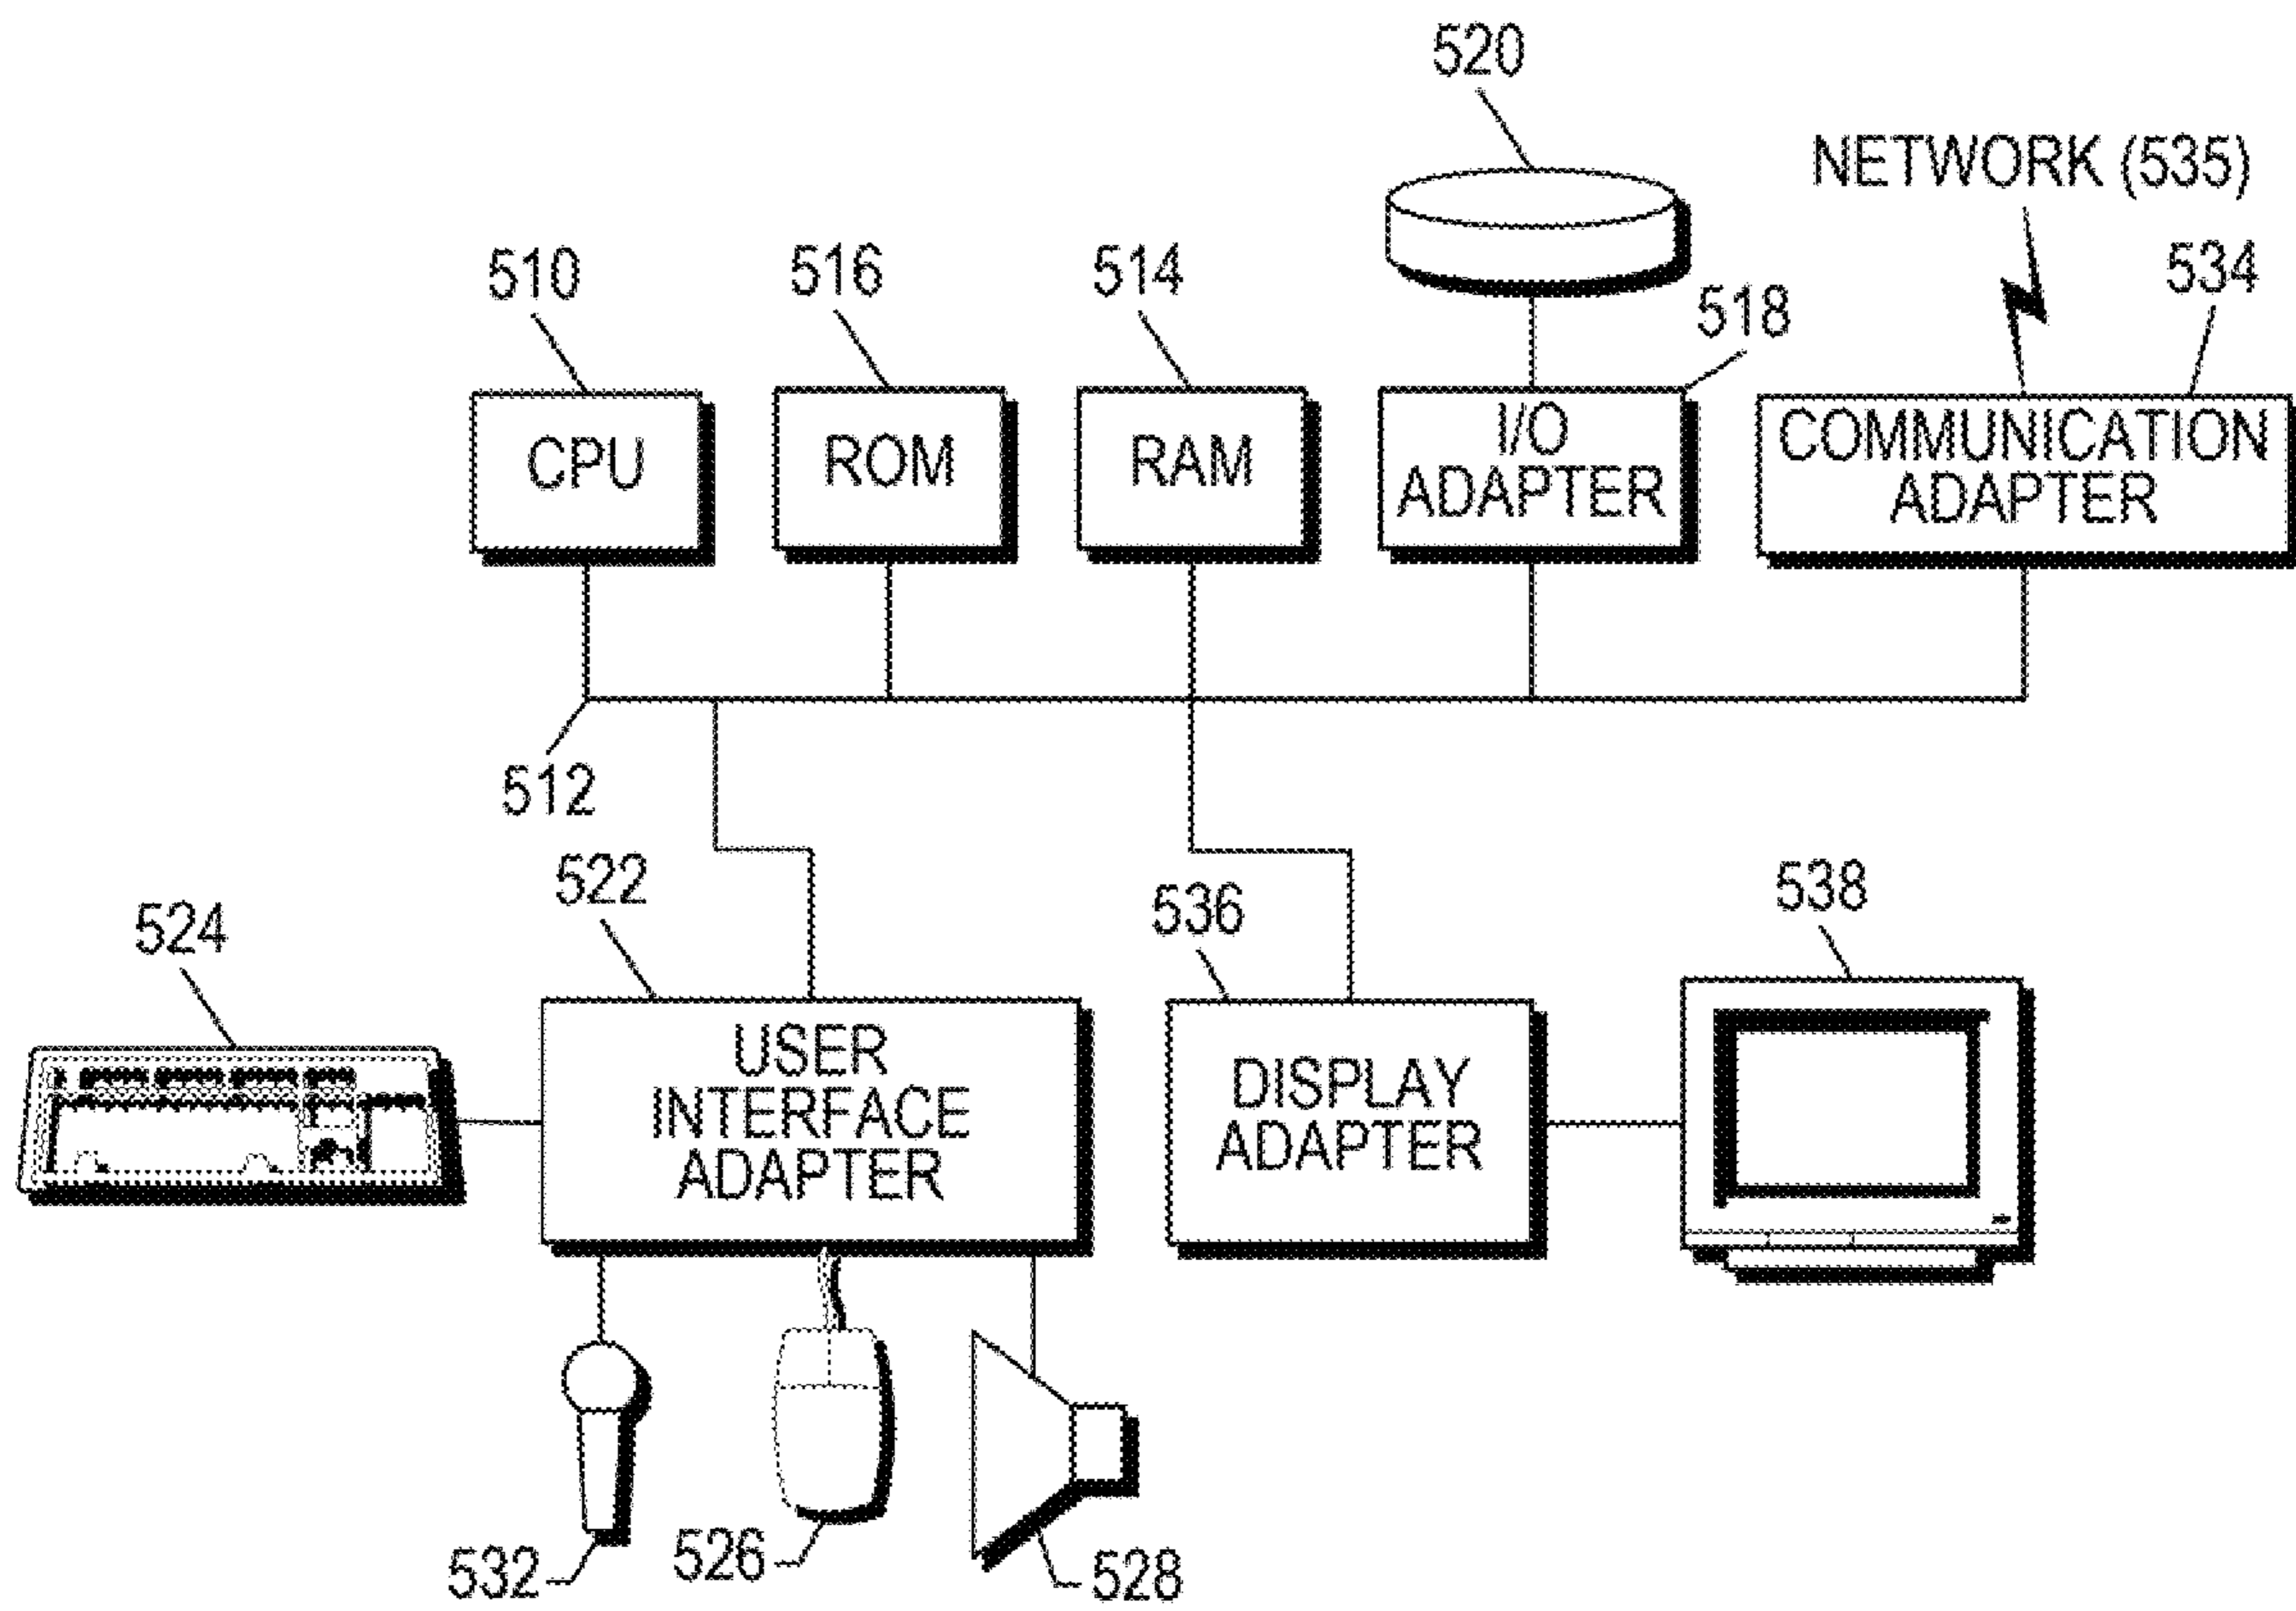 520
NETWORK (535)
510
516
514
518
534
CPU
ROM
RAM
I/O
ADAPTER
COMMUNICATION
ADAPTER
512
522
536
538
524
USER
INTERFACE
ADAPTER
DISPLAY
ADAPTER
532
526
528